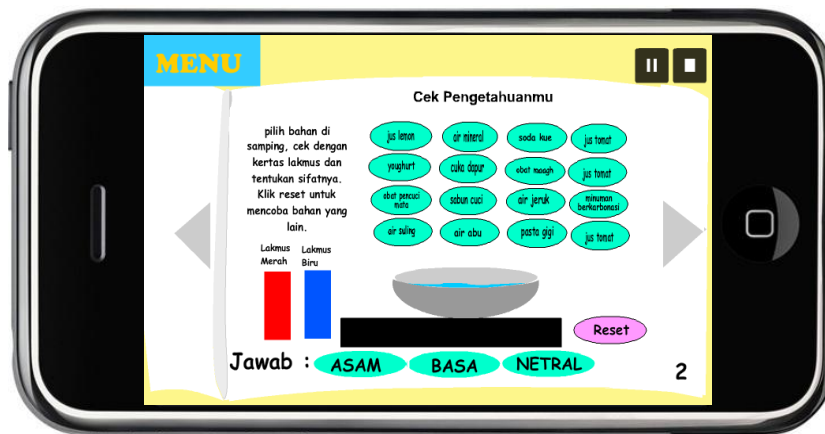 MENU
Cek Pengetahuanmu
pilih bahan di
samping, cek dengan
kertas lakmus dan
tentukan sifatnya.
Klik reset untuk
mencoba bahan yang
lain.
jus lemon
air mineral
soda kue
jus tomat
youghurt
cuka dapur
obat maagh
jus tomat
obat pencuci
mata
sabun cuci
air jeruk
minuman
berkarbonasi
air suling
air abu
pasta gigi
jus tomat
Lakmus
Merah
Lakmus
Biru
Reset
Jawab :
ASAM
BASA
NETRAL
2